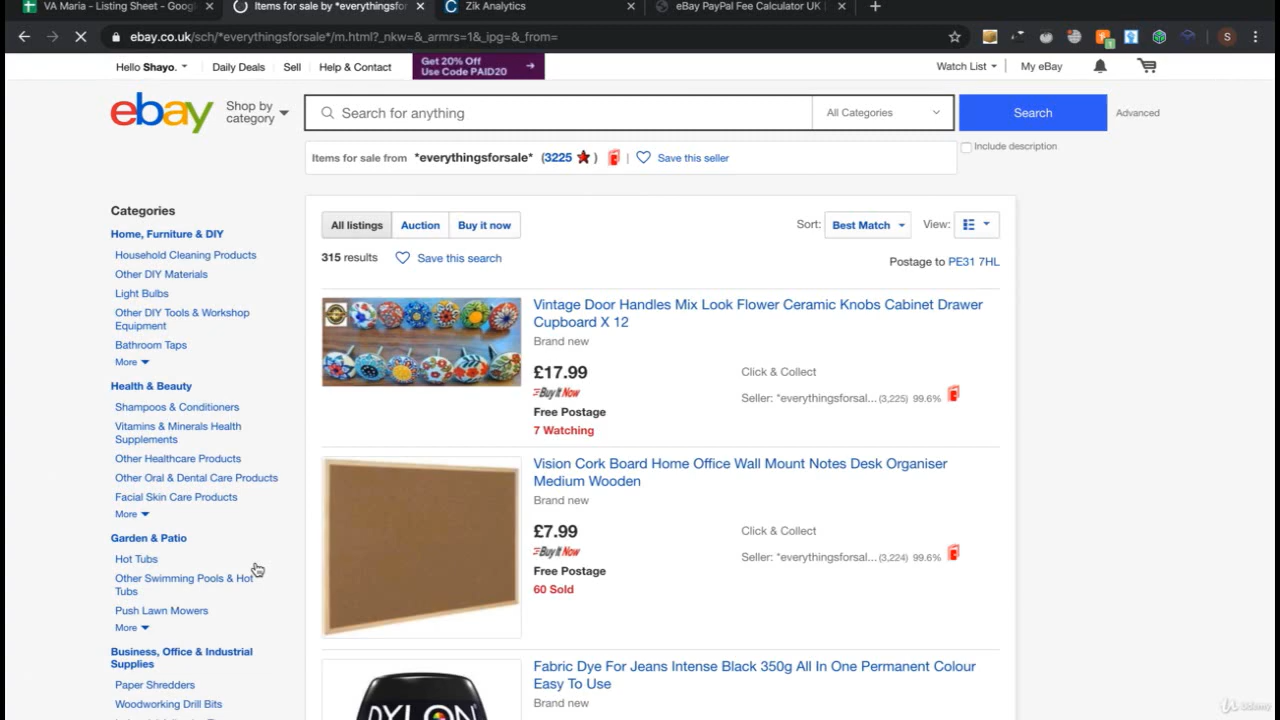 VA Maria - Listing Sheet - Googl
Items for sale by *everythingsfor
Zik Analytics
eBay PayPal Fee Calculator UK
ebay.co.uk/sch/*everythingsforsale*/m.html?_nkw=&_armrs=1&_ipg=&_from=
S
Hello Shayo.
Daily Deals
Sell
Help & Contact
Get 20% Off
Use Code PAID20
Watch List
My eBay
ebay
Shop by
category
Search for anything
All Categories
Search
Advanced
Items for sale from *everythingsforsale* (3225 ) | Save this seller
Include description
Categories
Home, Furniture & DIY
Household Cleaning Products
Other DIY Materials
Light Bulbs
Other DIY Tools & Workshop
Equipment
Bathroom Taps
More
Health & Beauty
Shampoos & Conditioners
Vitamins & Minerals Health
Supplements
Other Healthcare Products
Other Oral & Dental Care Products
Facial Skin Care Products
More
Garden & Patio
Hot Tubs
Other Swimming Pools & Hot
Tubs
Push Lawn Mowers
More
Business, Office & Industrial
Supplies
Paper Shredders
Woodworking Drill Bits
All listings
Auction
Buy it now
Sort:
Best Match
View:
315 results
Save this search
Postage to PE31 7HL
Vintage Door Handles Mix Look Flower Ceramic Knobs Cabinet Drawer
Cupboard X 12
Brand new
£17.99
Buy It Now
Free Postage
7 Watching
Click & Collect
Seller: *everythingsforsal... (3,225) 99.6%
Vision Cork Board Home Office Wall Mount Notes Desk Organiser
Medium Wooden
Brand new
£7.99
Buy It Now
Free Postage
60 Sold
Click & Collect
Seller: *everythingsforsal... (3,224) 99.6%
Fabric Dye For Jeans Intense Black 350g All In One Permanent Colour
Easy To Use
Brand new
DYLON
Udemy